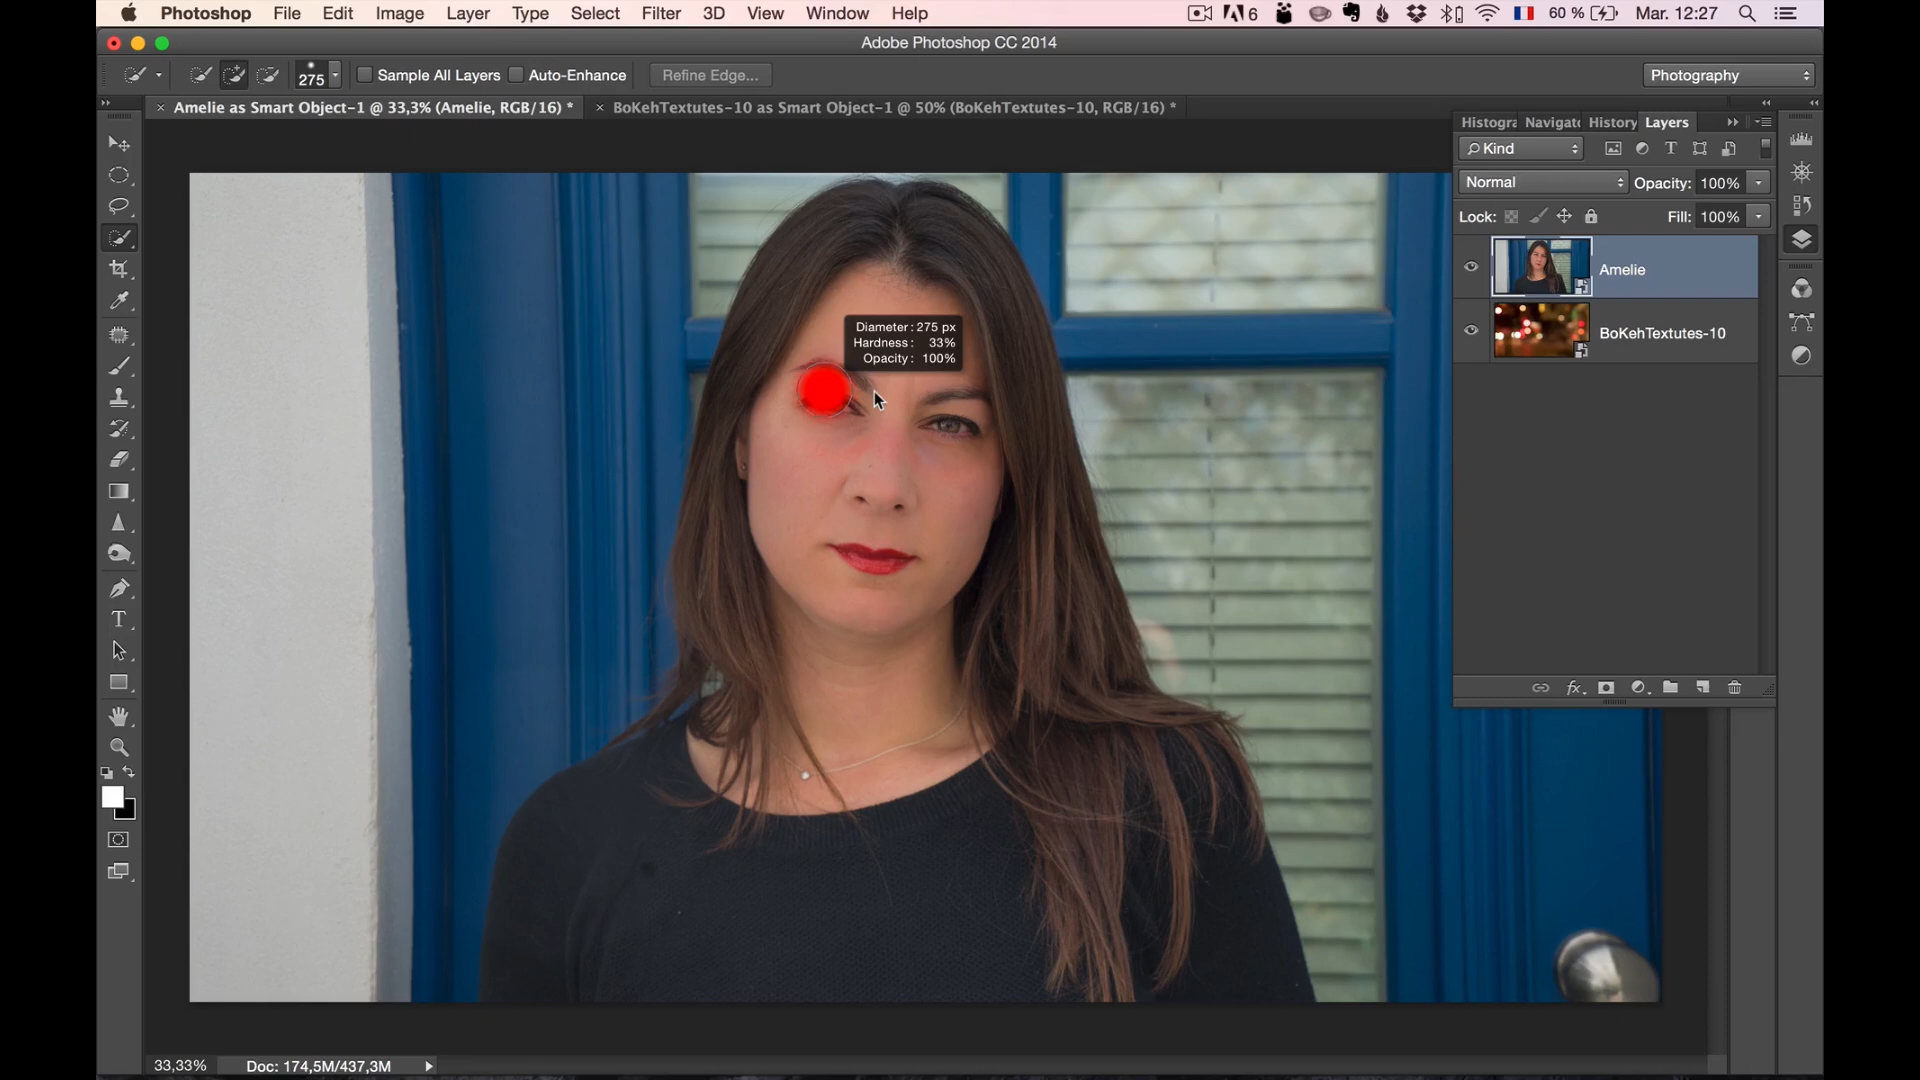 Photoshop File Edit Image Layer Type Select Filter 3D View Window Help 6 60 % Mar. 12:27
Adobe Photoshop CC 2014
275 Sample All Layers Auto-Enhance Refine Edge... Photography
Amelie as Smart Object-1 @ 33,3% (Amelie, RGB/16) * BoKehTextutes-10 as Smart Object-1 @ 50% (BoKehTextutes-10, RGB/16) *
Histogra Navigato History Layers
Kind T
Normal Opacity: 100%
Lock: Fill: 100%
Amelie
BoKehTextutes-10
Diameter: 275 px
Hardness: 33%
Opacity: 100%
T
fx
33,33% Doc: 174,5M/437,3M